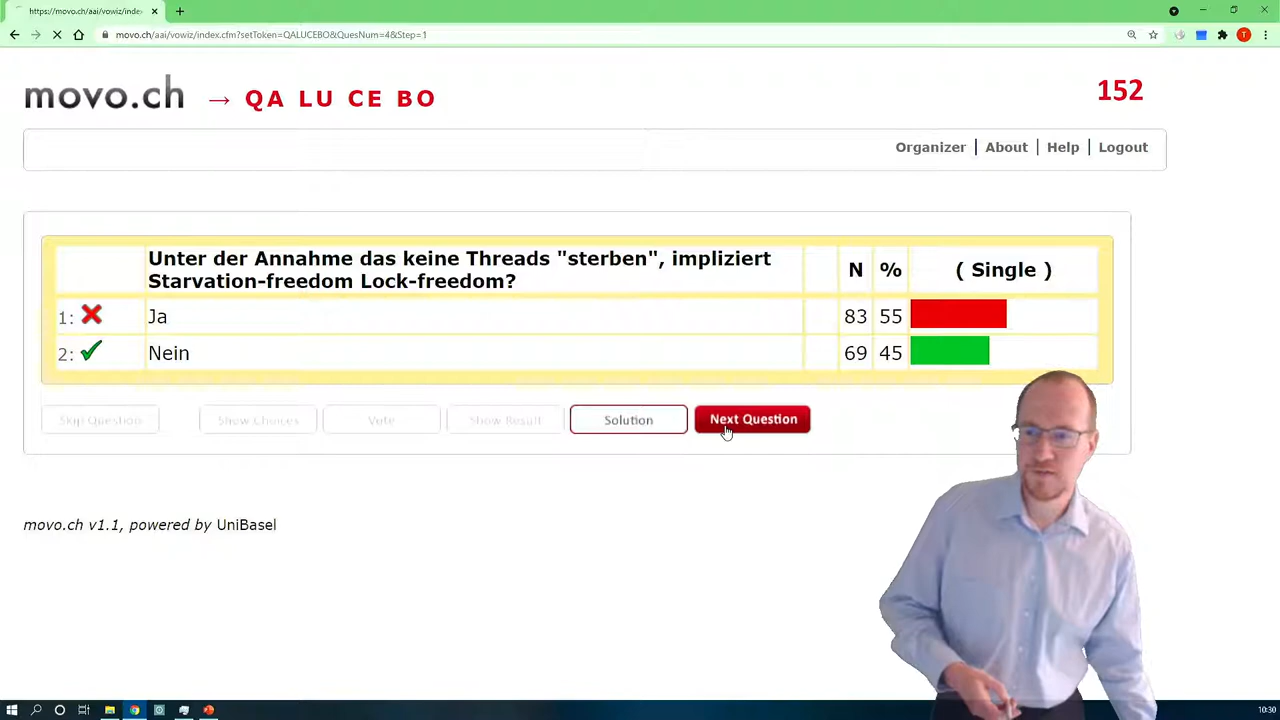 https://movo.ch/aai/vowiz/index
movo.ch/aai/vowiz/index.cfm?setToken=QALUCEBO&QuesNum=4&Step=1
T
movo.ch → QA LU CE BO
152
Organizer | About | Help | Logout
Unter der Annahme das keine Threads "sterben", impliziert
Starvation-freedom Lock-freedom?
N % ( Single )
1: Ja 83 55
2: Nein 69 45
Skip Question Show Choices Vote Show Result Solution Next Question
movo.ch v1.1, powered by UniBasel
10:30